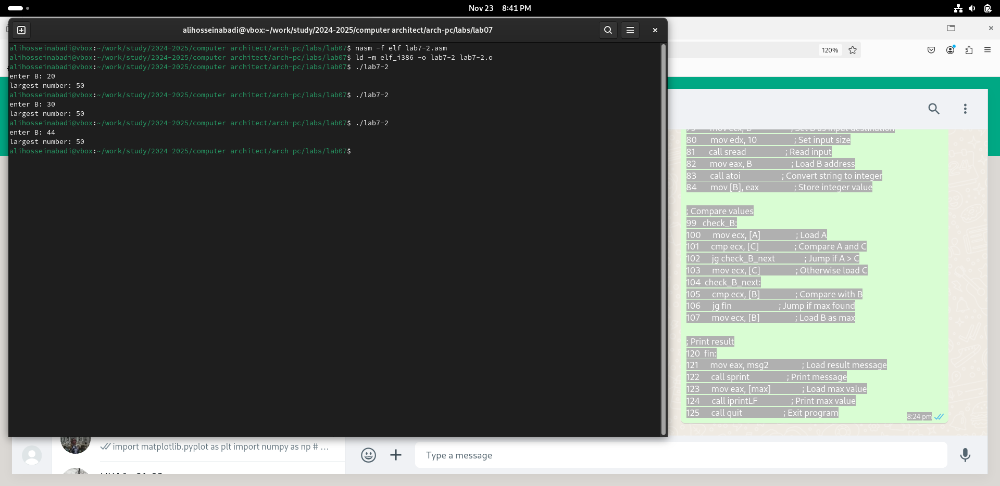 Nov 23 8:41 PM
alihosseinabadi@vbox:~/work/study/2024-2025/computer architect/arch-pc/labs/lab07
alihosseinabadi@vbox:~/work/study/2024-2025/computer architect/arch-pc/labs/lab07$ nasm -f elf lab7-2.asm
alihosseinabadi@vbox:~/work/study/2024-2025/computer architect/arch-pc/labs/lab07$ ld -m elf_i386 -o lab7-2 lab7-2.o
alihosseinabadi@vbox:~/work/study/2024-2025/computer architect/arch-pc/labs/lab07$ ./lab7-2
enter B: 20
largest number: 50
alihosseinabadi@vbox:~/work/study/2024-2025/computer architect/arch-pc/labs/lab07$ ./lab7-2
enter B: 30
largest number: 50
alihosseinabadi@vbox:~/work/study/2024-2025/computer architect/arch-pc/labs/lab07$ ./lab7-2
enter B: 44
largest number: 50
alihosseinabadi@vbox:~/work/study/2024-2025/computer architect/arch-pc/labs/lab07$
120%
79 mov ecx, B ; Set B as input destination
80 mov edx, 10 ; Set input size
81 call sread ; Read input
82 mov eax, B ; Load B address
83 call atoi ; Convert string to integer
84 mov [B], eax ; Store integer value
; Compare values
99 check_B:
100 mov ecx, [A] ; Load A
101 cmp ecx, [C] ; Compare A and C
102 jg check_B_next ; Jump if A > C
103 mov ecx, [C] ; Otherwise load C
104 check_B_next:
105 cmp ecx, [B] ; Compare with B
106 jg fin ; Jump if max found
107 mov ecx, [B] ; Load B as max
; Print result
120 fin:
121 mov eax, msg2 ; Load result message
122 call sprint ; Print message
123 mov eax, [max] ; Load max value
124 call iprintLF ; Print max value
125 call quit ; Exit program
8:24 pm
import matplotlib.pyplot as plt import numpy as np # ...
Type a message